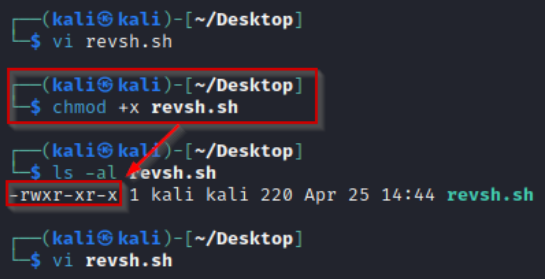 ┌──(kali㉿kali)-[~/Desktop]
└─$ vi revsh.sh
┌──(kali㉿kali)-[~/Desktop]
└─$ chmod +x revsh.sh
┌──(kali㉿kali)-[~/Desktop]
└─$ ls -al revsh.sh
-rwxr-xr-x 1 kali kali 220 Apr 25 14:44 revsh.sh
┌──(kali㉿kali)-[~/Desktop]
└─$ vi revsh.sh